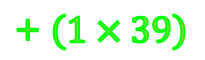 + (1 × 39)